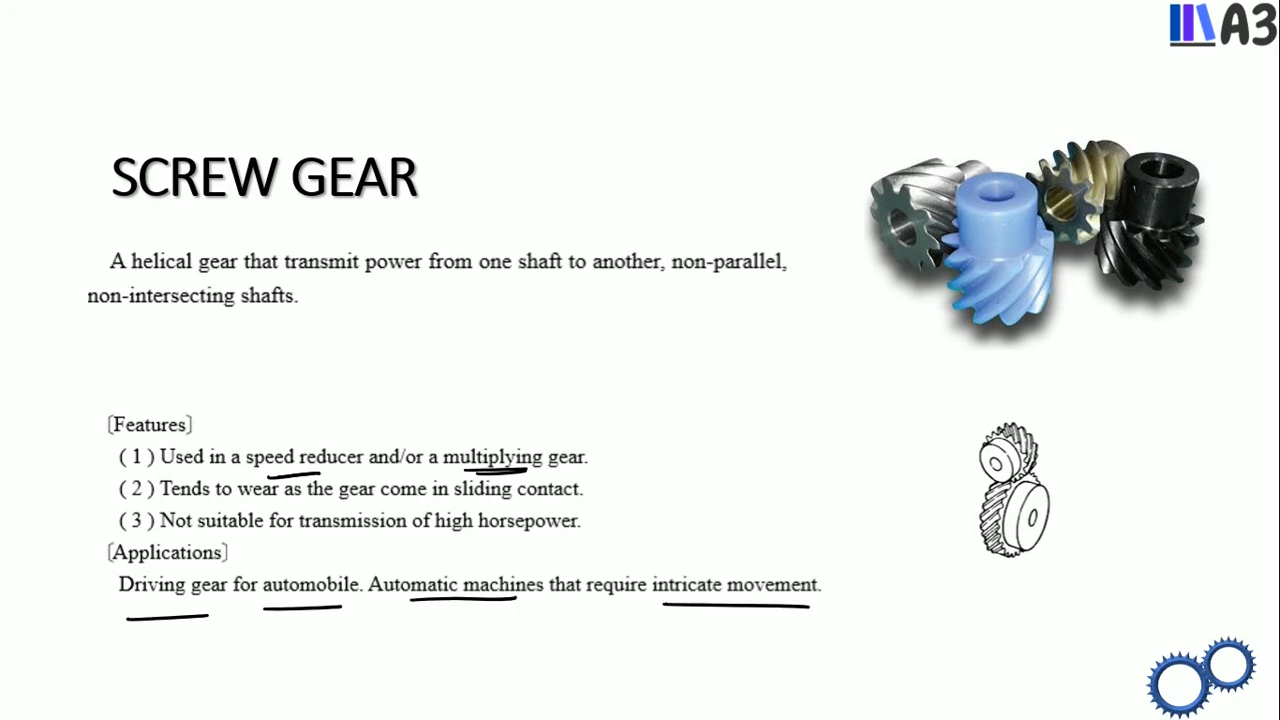 A3
SCREW GEAR
A helical gear that transmit power from one shaft to another, non-parallel,
non-intersecting shafts.
〔Features〕
( 1 ) Used in a speed reducer and/or a multiplying gear.
( 2 ) Tends to wear as the gear come in sliding contact.
( 3 ) Not suitable for transmission of high horsepower.
〔Applications〕
Driving gear for automobile. Automatic machines that require intricate movement.